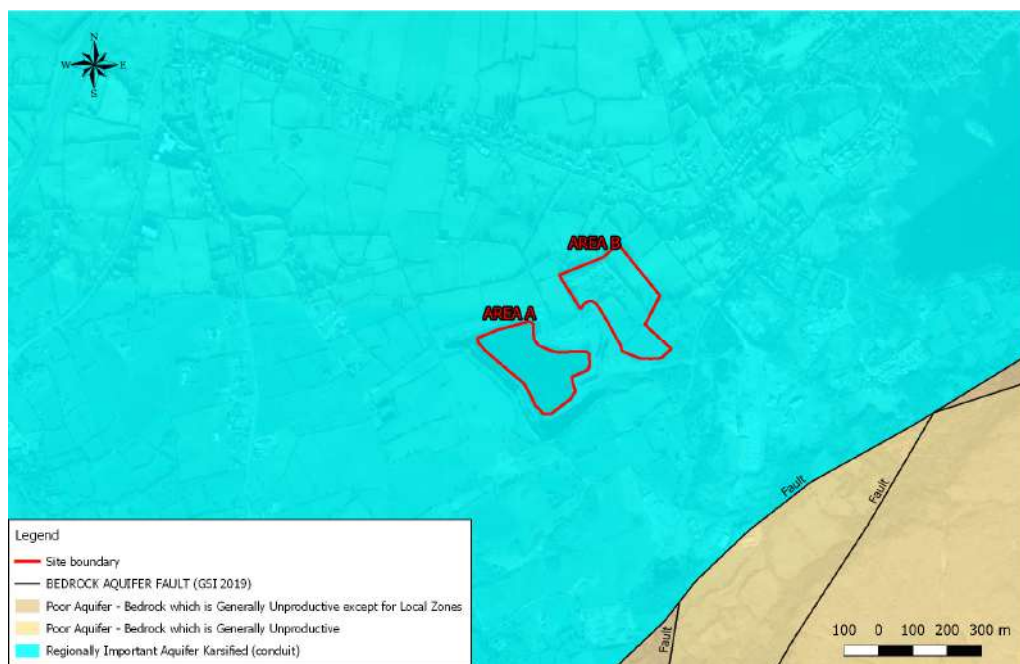 N
W E
S
AREA B
AREA A
Fault
Fault
Fault
Legend
Site boundary
BEDROCK AQUIFER FAULT (GSI 2019)
Poor Aquifer - Bedrock which is Generally Unproductive except for Local Zones
Poor Aquifer - Bedrock which is Generally Unproductive
Regionally Important Aquifer Karsified (conduit)
100 0 100 200 300 m